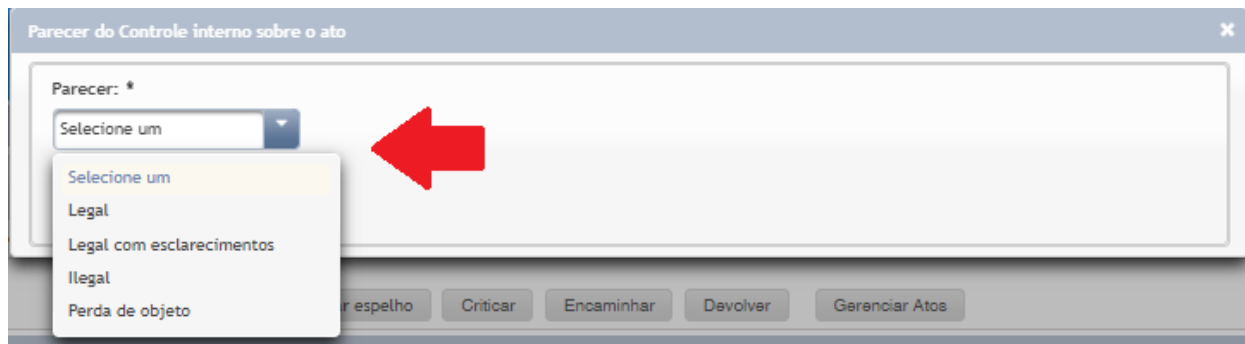 Parecer do Controle interno sobre o ato
Parecer: *
Selecione um
Selecione um
Legal
Legal com esclarecimentos
Ilegal
Perda de objeto
espelho Criticar Encaminhar Devolver Gerenciar Atos